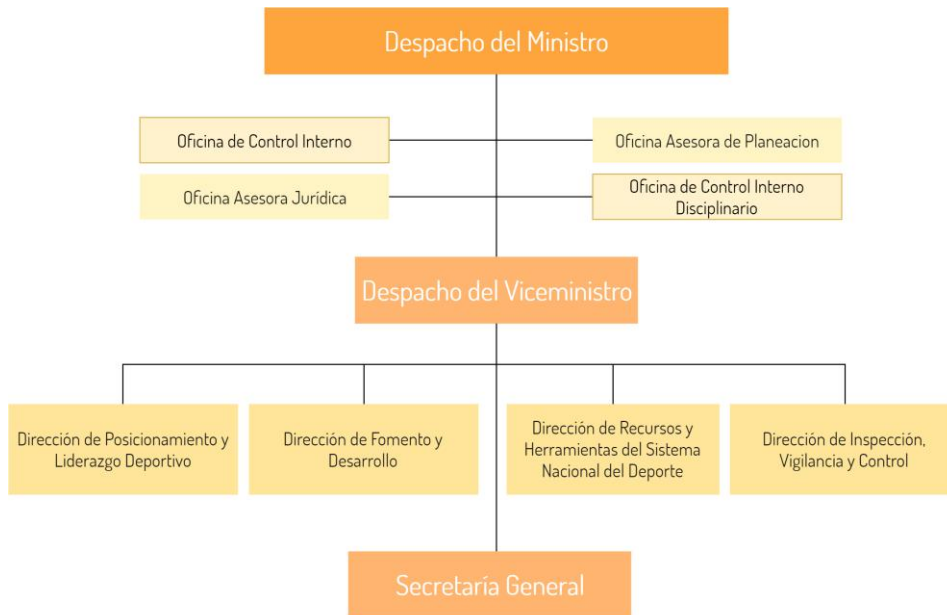 Despacho del Ministro
Oficina de Control Interno
Oficina Asesora de Planeacion
Oficina Asesora Jurídica
Oficina de Control Interno
Disciplinario
Despacho del Viceministro
Dirección de Posicionamiento y
Liderazgo Deportivo
Dirección de Fomento y
Desarrollo
Dirección de Recursos y
Herramientas del Sistema
Nacional del Deporte
Dirección de Inspección,
Vigilancia y Control
Secretaría General